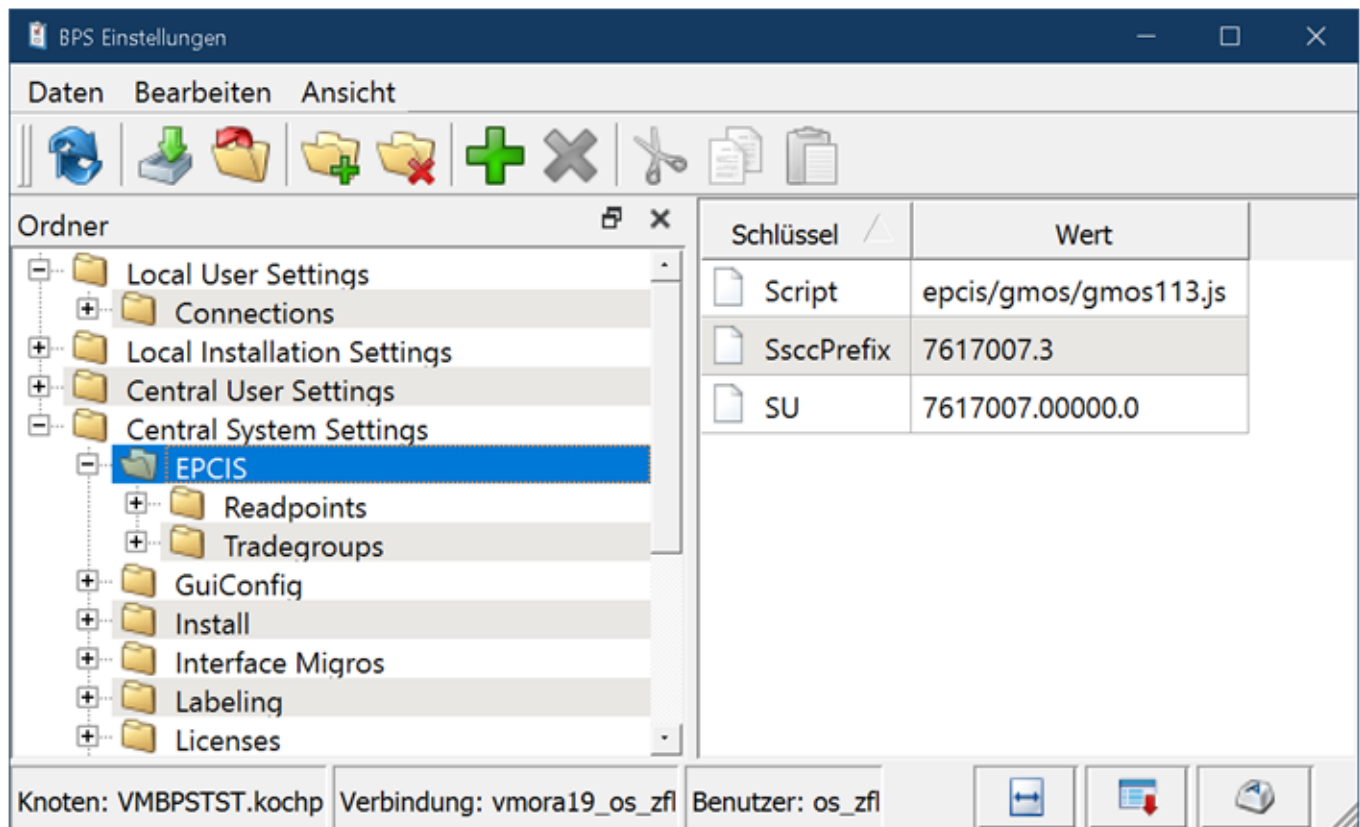 BPS Einstellungen
Daten Bearbeiten Ansicht
Ordner
Local User Settings
Connections
Local Installation Settings
Central User Settings
Central System Settings
EPCIS
Readpoints
Tradegroups
GuiConfig
Install
Interface Migros
Labeling
Licenses
Schlüssel Wert
Script epcis/gmos/gmos113.js
SsccPrefix 7617007.3
SU 7617007.00000.0
Knoten: VMBPSTST.kochp Verbindung: vmora19_os_zfl Benutzer: os_zfl